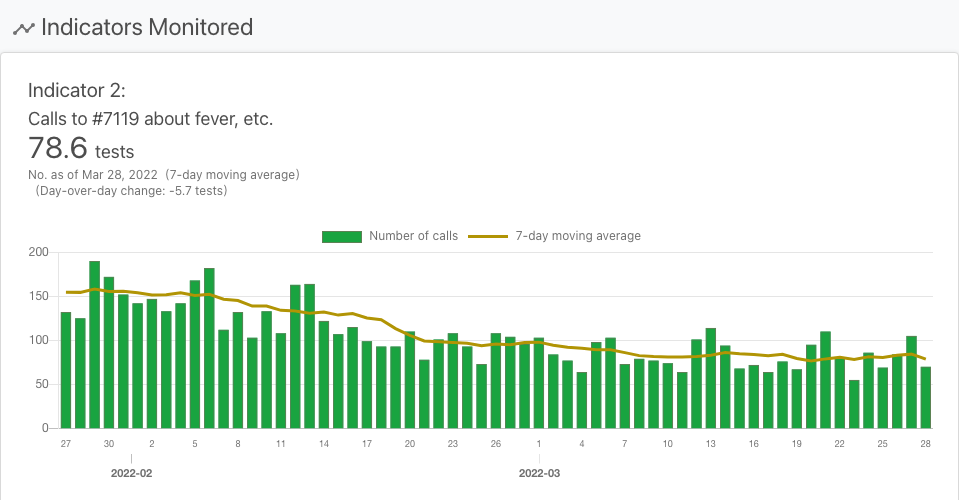 Indicators Monitored
Indicator 2:
Calls to #7119 about fever, etc.
78.6 tests
No. as of Mar 28, 2022 (7-day moving average)
(Day-over-day change: -5.7 tests)
Number of calls 7-day moving average
200
150
100
50
0
27 30 2 5 8 11 14 17 20 23 26 1 4 7 10 13 16 19 22 25 28
2022-02 2022-03